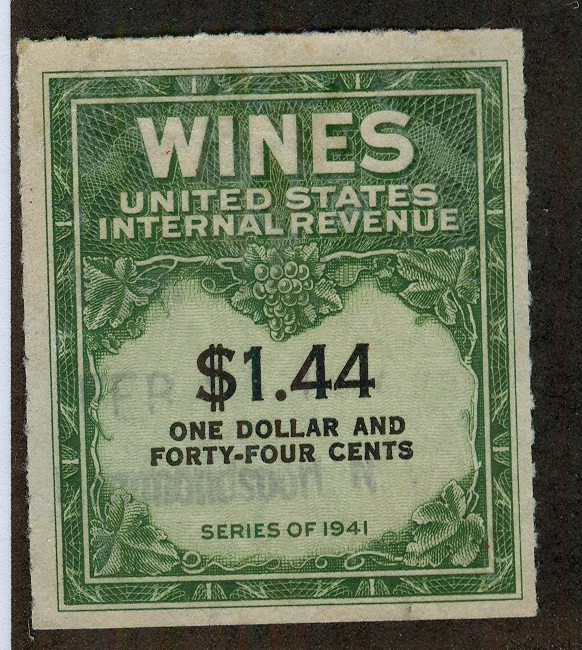 WINES
UNITED STATES
INTERNAL REVENUE
$1.44
ONE DOLLAR AND
FORTY-FOUR CENTS
SERIES OF 1941